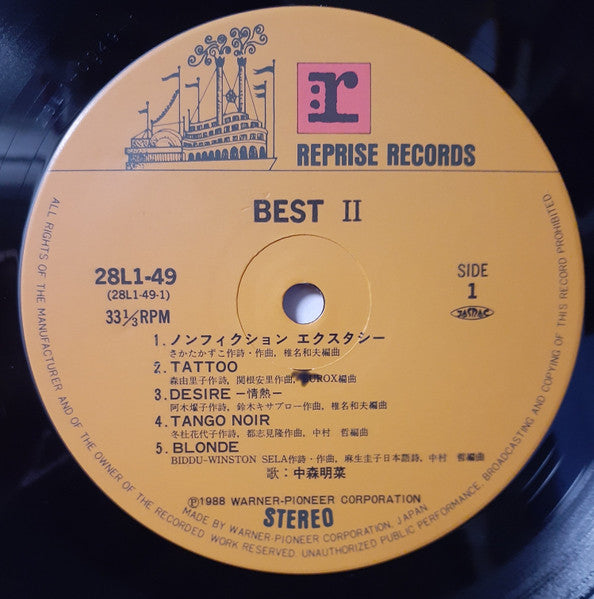 r
REPRISE RECORDS
BEST II
28L1-49
(28L1-49-1)
33⅓RPM
SIDE
1
JASRAC
1. ノンフィクション エクスタシー
さかたかずこ作詩・作曲, 椎名和夫編曲
2. TATTOO
森由里子作詩, 関根安里作曲, EUROX編曲
3. DESIRE －情熱－
阿木燿子作詩, 鈴木キサブロー作曲, 椎名和夫編曲
4. TANGO NOIR
冬杜花代子作詩, 都志見隆作曲, 中村 哲編曲
5. BLONDE
BIDDU-WINSTON SELA作詩・作曲, 麻生圭子日本語詩, 中村 哲編曲
歌：中森明菜
Ⓟ1988 WARNER-PIONEER CORPORATION
STEREO
MADE BY WARNER-PIONEER CORPORATION, JAPAN
ALL RIGHTS OF THE MANUFACTURER AND OF THE OWNER OF THE RECORDED WORK RESERVED. UNAUTHORIZED PUBLIC PERFORMANCE, BROADCASTING AND COPYING OF THIS RECORD PROHIBITED